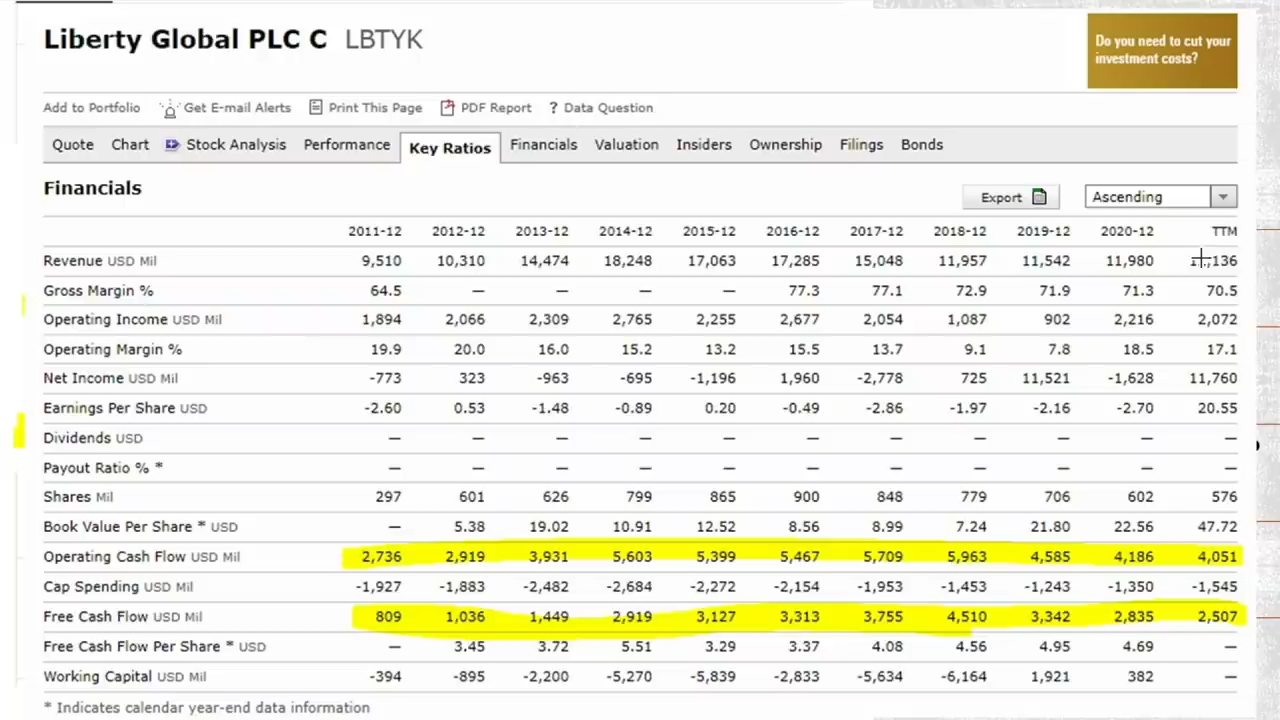 Liberty Global PLC C LBTYK
Do you need to cut your
investment costs?
Add to Portfolio Get E-mail Alerts Print This Page PDF Report ? Data Question
Quote Chart Stock Analysis Performance Key Ratios Financials Valuation Insiders Ownership Filings Bonds
Financials
Export Ascending
2011-12 2012-12 2013-12 2014-12 2015-12 2016-12 2017-12 2018-12 2019-12 2020-12 TTM
Revenue USD Mil 9,510 10,310 14,474 18,248 17,063 17,285 15,048 11,957 11,542 11,980
Gross Margin % 64.5 — — — — 77.3 77.1 72.9 71.9 71.3 70.5
Operating Income USD Mil 1,894 2,066 2,309 2,765 2,255 2,677 2,054 1,087 902 2,216 2,072
Operating Margin % 19.9 20.0 16.0 15.2 13.2 15.5 13.7 9.1 7.8 18.5 17.1
Net Income USD Mil -773 323 -963 -695 -1,196 1,960 -2,778 725 11,521 -1,628 11,760
Earnings Per Share USD -2.60 0.53 -1.48 -0.89 0.20 -0.49 -2.86 -1.97 -2.16 -2.70 20.55
Dividends USD — — — — — — — — — — —
Payout Ratio % * — — — — — — — — — — —
Shares Mil 297 601 626 799 865 900 848 779 706 602 576
Book Value Per Share * USD — 5.38 19.02 10.91 12.52 8.56 8.99 7.24 21.80 22.56 47.72
Operating Cash Flow USD Mil 2,736 2,919 3,931 5,603 5,399 5,467 5,709 5,963 4,585 4,186 4,051
Cap Spending USD Mil -1,927 -1,883 -2,482 -2,684 -2,272 -2,154 -1,953 -1,453 -1,243 -1,350 -1,545
Free Cash Flow USD Mil 809 1,036 1,449 2,919 3,127 3,313 3,755 4,510 3,342 2,835 2,507
Free Cash Flow Per Share * USD — 3.45 3.72 5.51 3.29 3.37 4.08 4.56 4.95 4.69 —
Working Capital USD Mil -394 -895 -2,200 -5,270 -5,839 -2,833 -5,634 -6,164 1,921 382 —
* Indicates calendar year-end data information